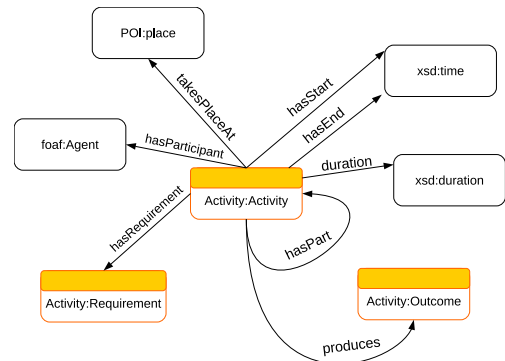 POI:place
xsd:time
takesPlaceAt
hasStart
hasEnd
foaf:Agent
hasParticipant
duration
xsd:duration
Activity:Activity
hasRequirement
hasPart
Activity:Requirement
Activity:Outcome
produces